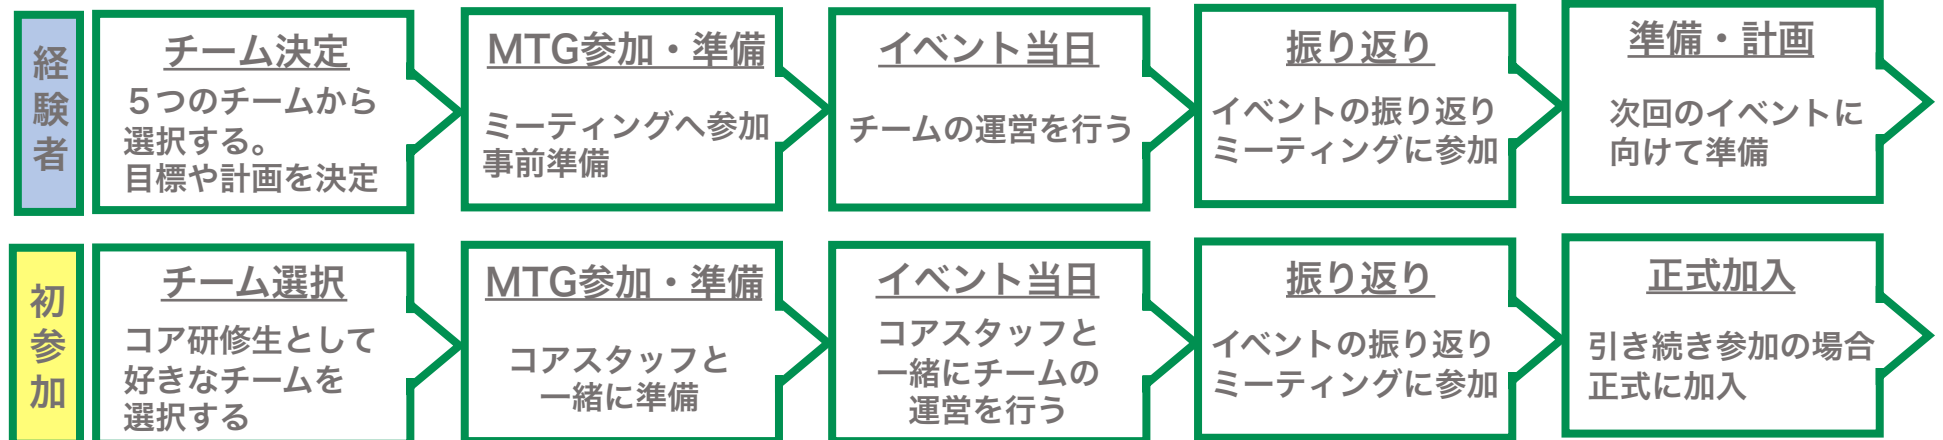 経験者
チーム決定
５つのチームから
選択する。
目標や計画を決定
MTG参加・準備
ミーティングへ参加
事前準備
イベント当日
チームの運営を行う
振り返り
イベントの振り返り
ミーティングに参加
準備・計画
次回のイベントに
向けて準備
初参加
チーム選択
コア研修生として
好きなチームを
選択する
MTG参加・準備
コアスタッフと
一緒に準備
イベント当日
コアスタッフと
一緒にチームの
運営を行う
振り返り
イベントの振り返り
ミーティングに参加
正式加入
引き続き参加の場合
正式に加入